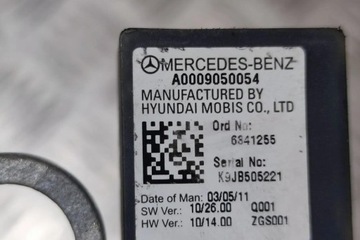 MERCEDES-BENZ
A0009050054
MANUFACTURED BY
HYUNDAI MOBIS CO., LTD
Ord No:
6841255
Serial No:
K9JB505221
Date of Man: 03/05/11
SW Ver.: 10/26.00 Q001
HW Ver.: 10/14.00 ZGS001